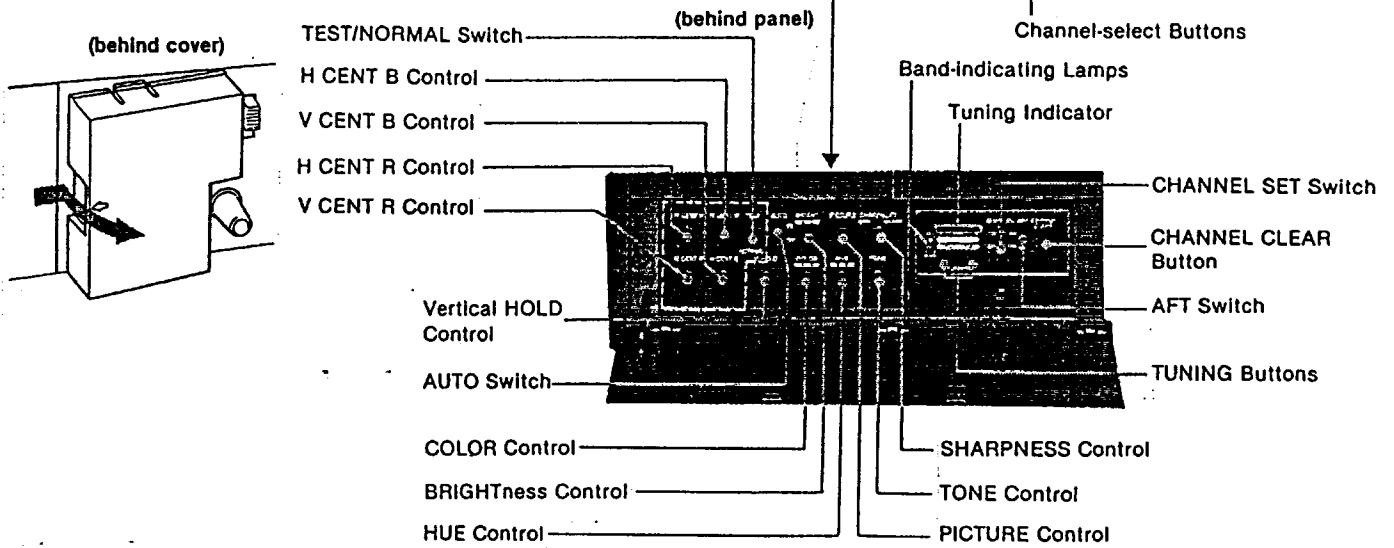 (behind cover)
(behind panel)
Channel-select Buttons
TEST/NORMAL Switch
H CENT B Control
V CENT B Control
H CENT R Control
V CENT R Control
Band-indicating Lamps
Tuning Indicator
CHANNEL SET Switch
CHANNEL CLEAR
Button
AFT Switch
TUNING Buttons
Vertical HOLD
Control
AUTO Switch
COLOR Control
BRIGHTness Control
HUE Control
SHARPNESS Control
TONE Control
PICTURE Control